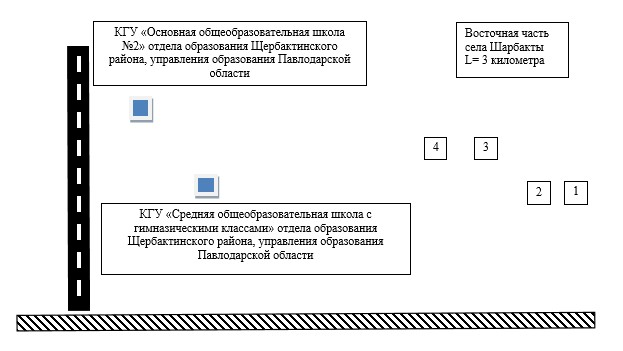 КГУ «Основная общеобразовательная школа
№2» отдела образования Щербактинского
района, управления образования Павлодарской
области
Восточная часть
села Шарбакты
L= 3 километра
4
3
2
1
КГУ «Средняя общеобразовательная школа с
гимназическими классами» отдела образования
Щербактинского района, управления образования
Павлодарской области